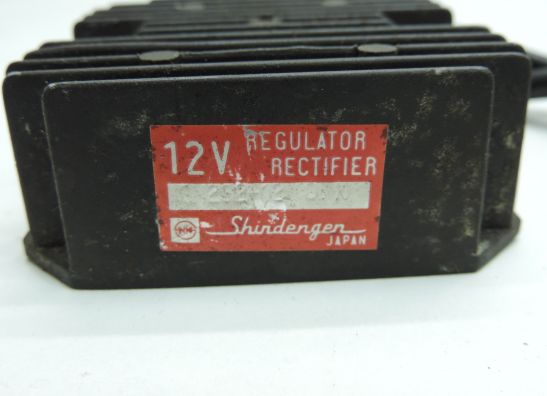 12V REGULATOR
RECTIFIER
Shindengen
JAPAN